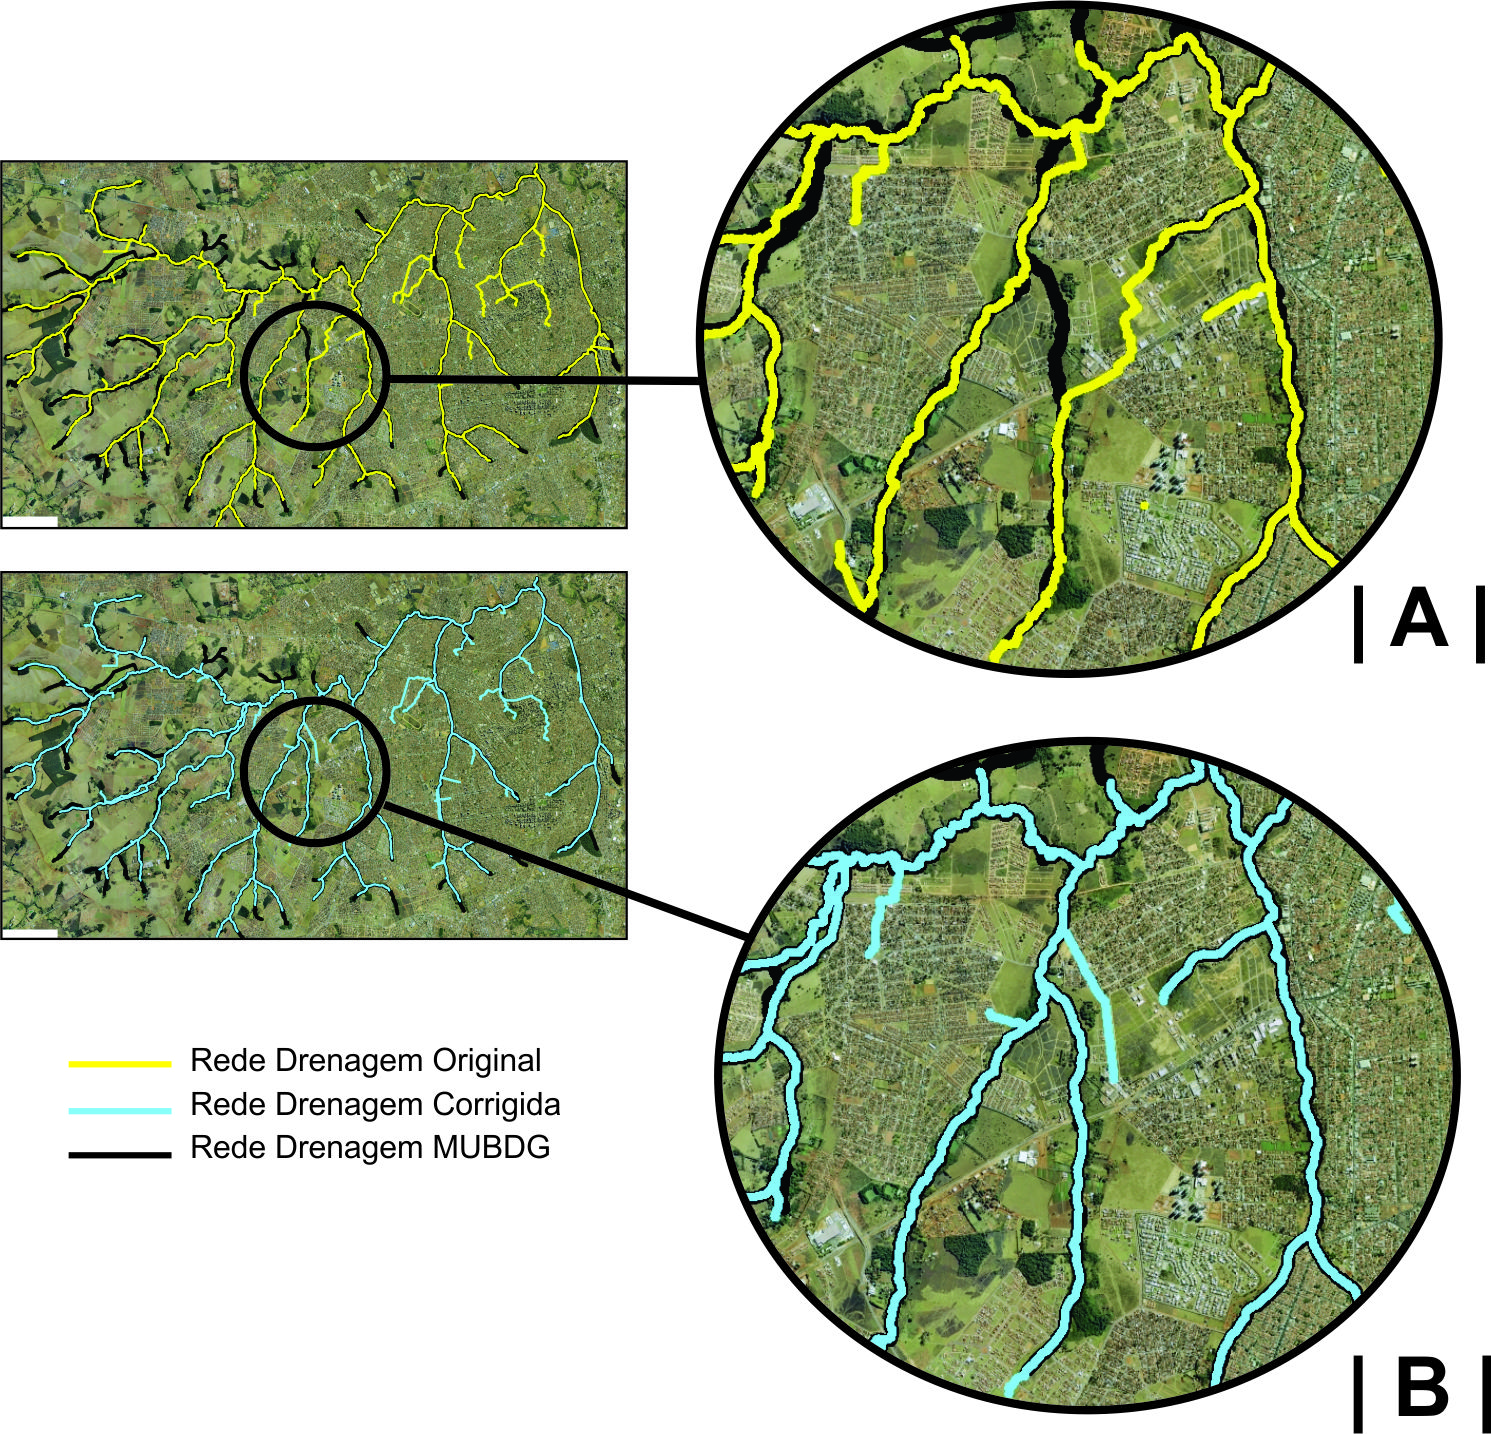 | A |
Rede Drenagem Original
Rede Drenagem Corrigida
Rede Drenagem MUBDG
| B |